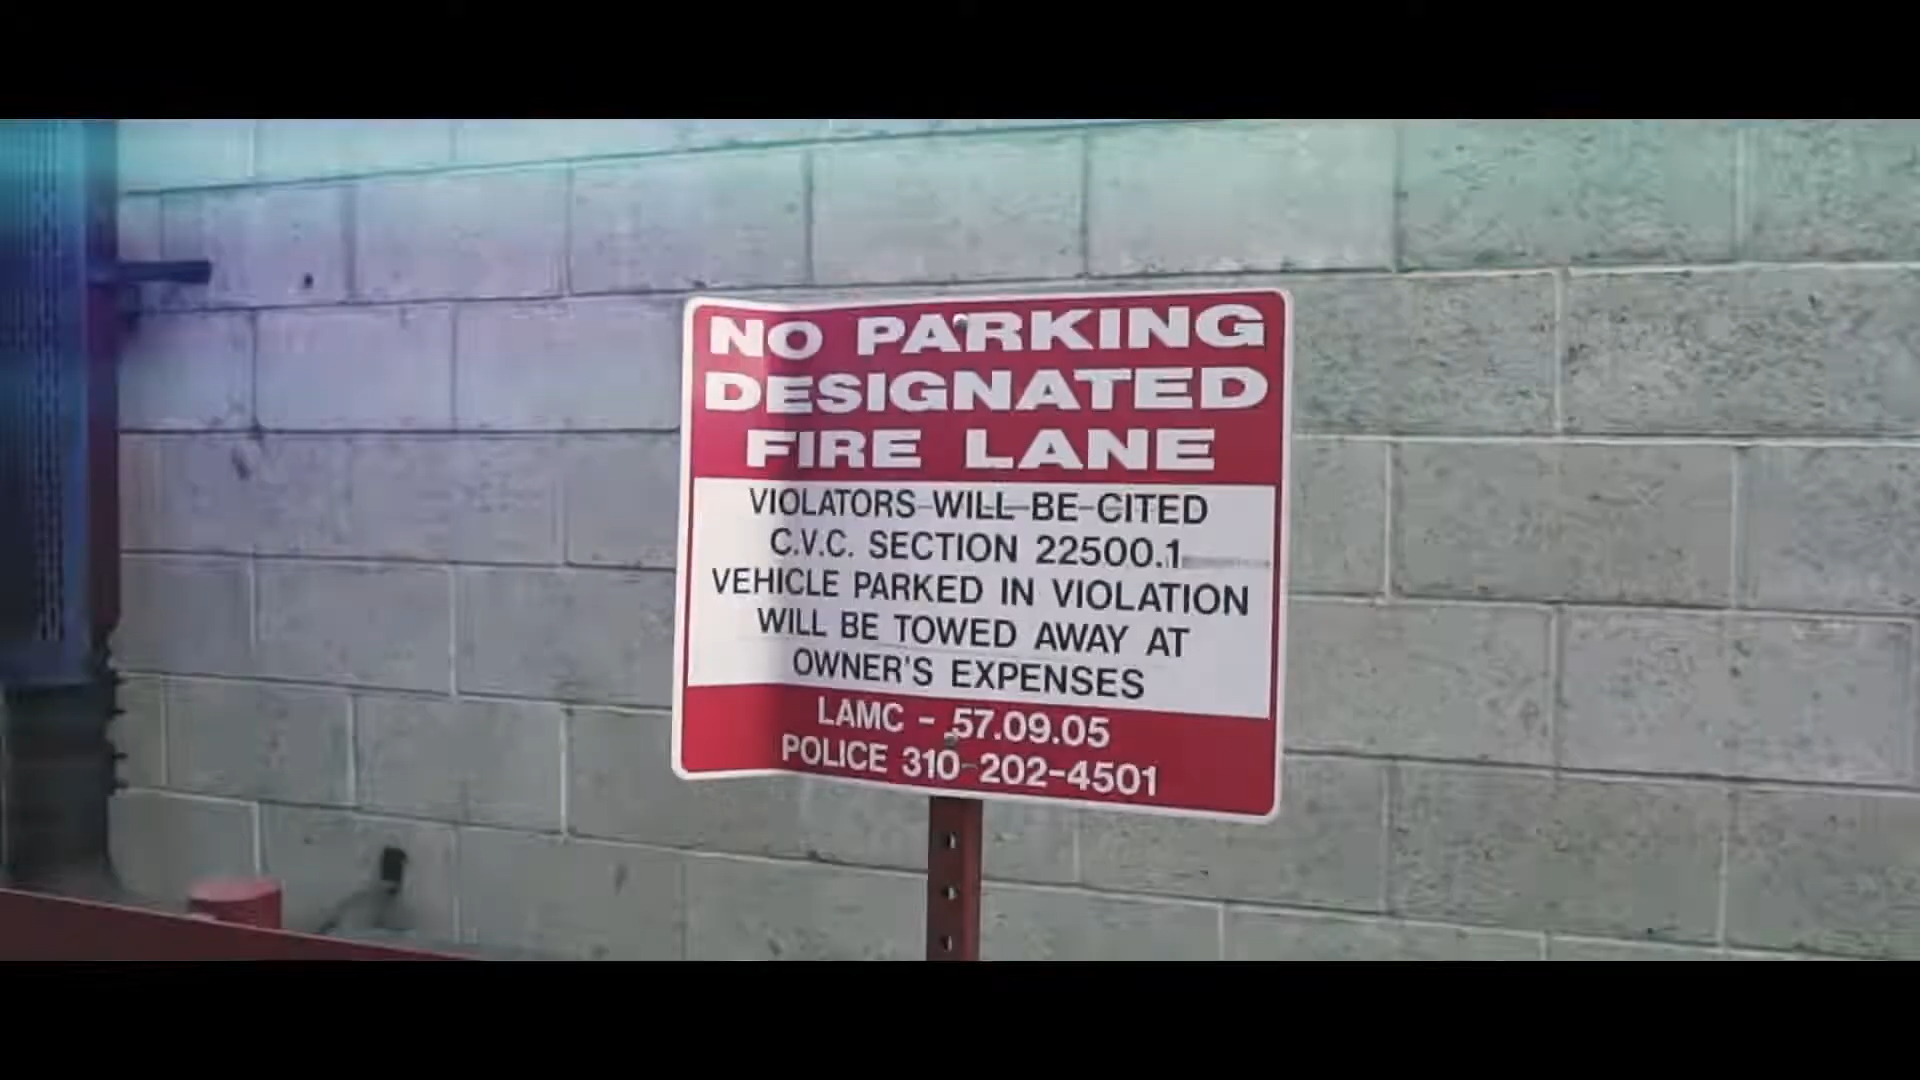 NO PARKING
DESIGNATED
FIRE LANE
VIOLATORS WILL BE CITED
C.V.C. SECTION 22500.1
VEHICLE PARKED IN VIOLATION
WILL BE TOWED AWAY AT
OWNER'S EXPENSES
LAMC - 57.09.05
POLICE 310-202-4501